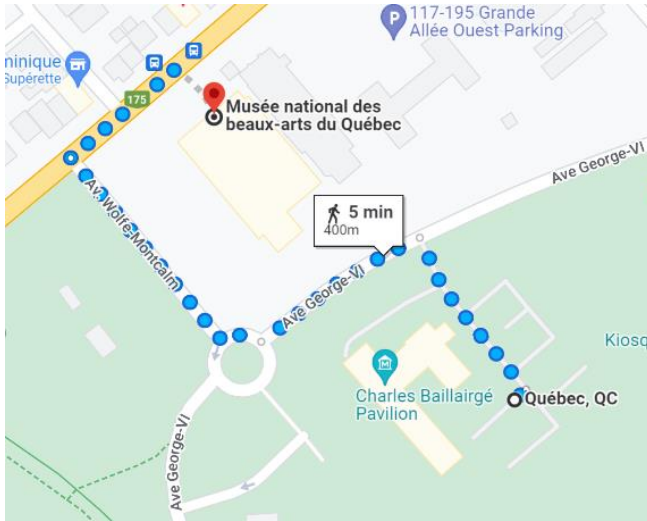 117-195 Grande
Allée Ouest Parking
minique
Supérette
175
Musée national des
beaux-arts du Québec
Ave George-VI
Av. Wolfe-Montcalm
5 min
400m
Ave George-VI
Kiosq
Charles Baillairgé
Pavilion
Québec, QC
Ave George-VI